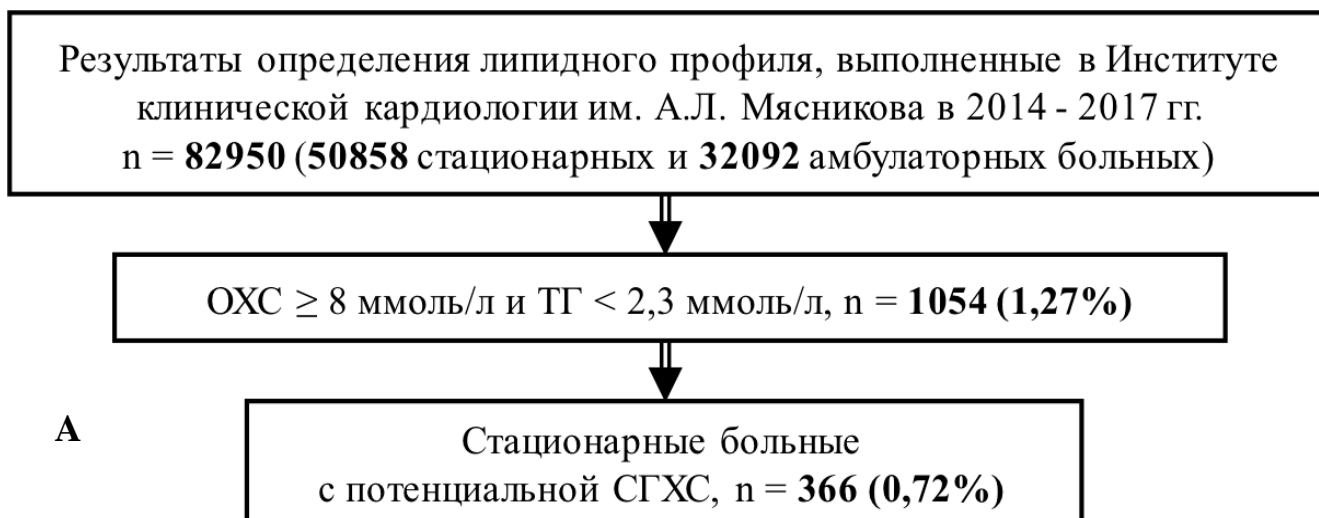 Результаты определения липидного профиля, выполненные в Институте
клинической кардиологии им. А.Л. Мясникова в 2014 - 2017 гг.
n = 82950 (50858 стационарных и 32092 амбулаторных больных)
ОХС ≥ 8 ммоль/л и ТГ < 2,3 ммоль/л, n = 1054 (1,27%)
А
Стационарные больные
с потенциальной СГХС, n = 366 (0,72%)